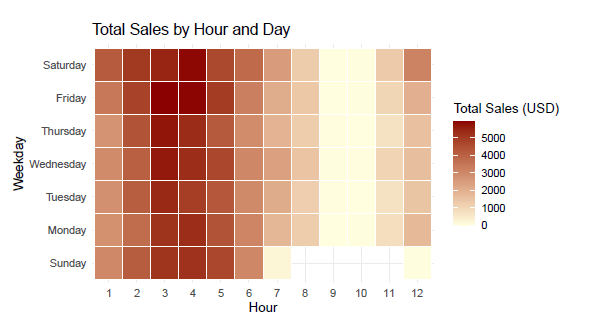 Total Sales by Hour and Day
Weekday
Saturday
Friday
Thursday
Wednesday
Tuesday
Monday
Sunday
1 2 3 4 5 6 7 8 9 10 11 12
Hour
Total Sales (USD)
5000
4000
3000
2000
1000
0